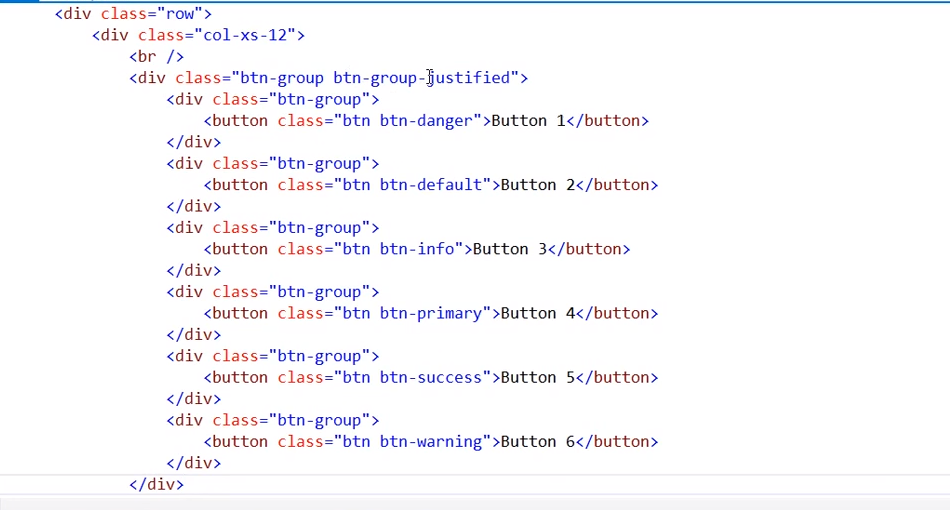 <div class="row">
<div class="col-xs-12">
<br />
<div class="btn-group btn-group-justified">
<div class="btn-group">
<button class="btn btn-danger">Button 1</button>
</div>
<div class="btn-group">
<button class="btn btn-default">Button 2</button>
</div>
<div class="btn-group">
<button class="btn btn-info">Button 3</button>
</div>
<div class="btn-group">
<button class="btn btn-primary">Button 4</button>
</div>
<div class="btn-group">
<button class="btn btn-success">Button 5</button>
</div>
<div class="btn-group">
<button class="btn btn-warning">Button 6</button>
</div>
</div>